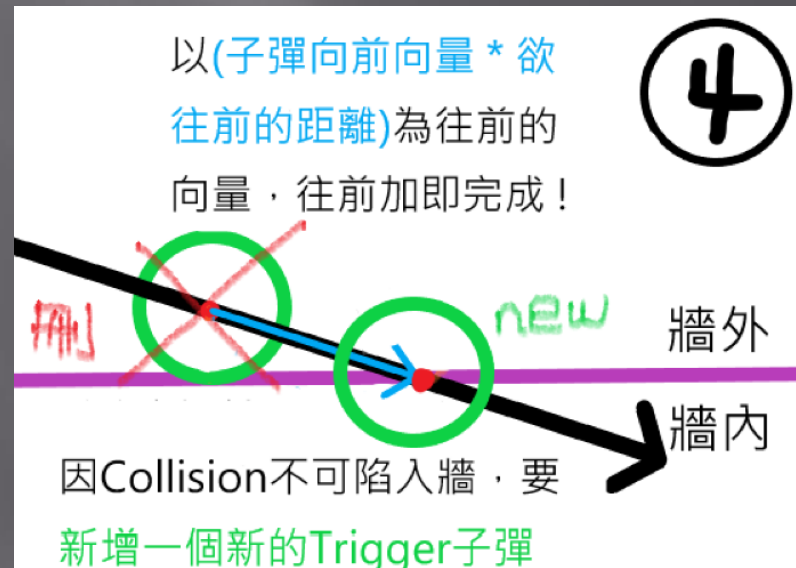 以(子彈向前向量 * 欲
往前的距離)為往前的
向量，往前加即完成！
4
刪
new
牆外
牆內
因Collision不可陷入牆，要
新增一個新的Trigger子彈